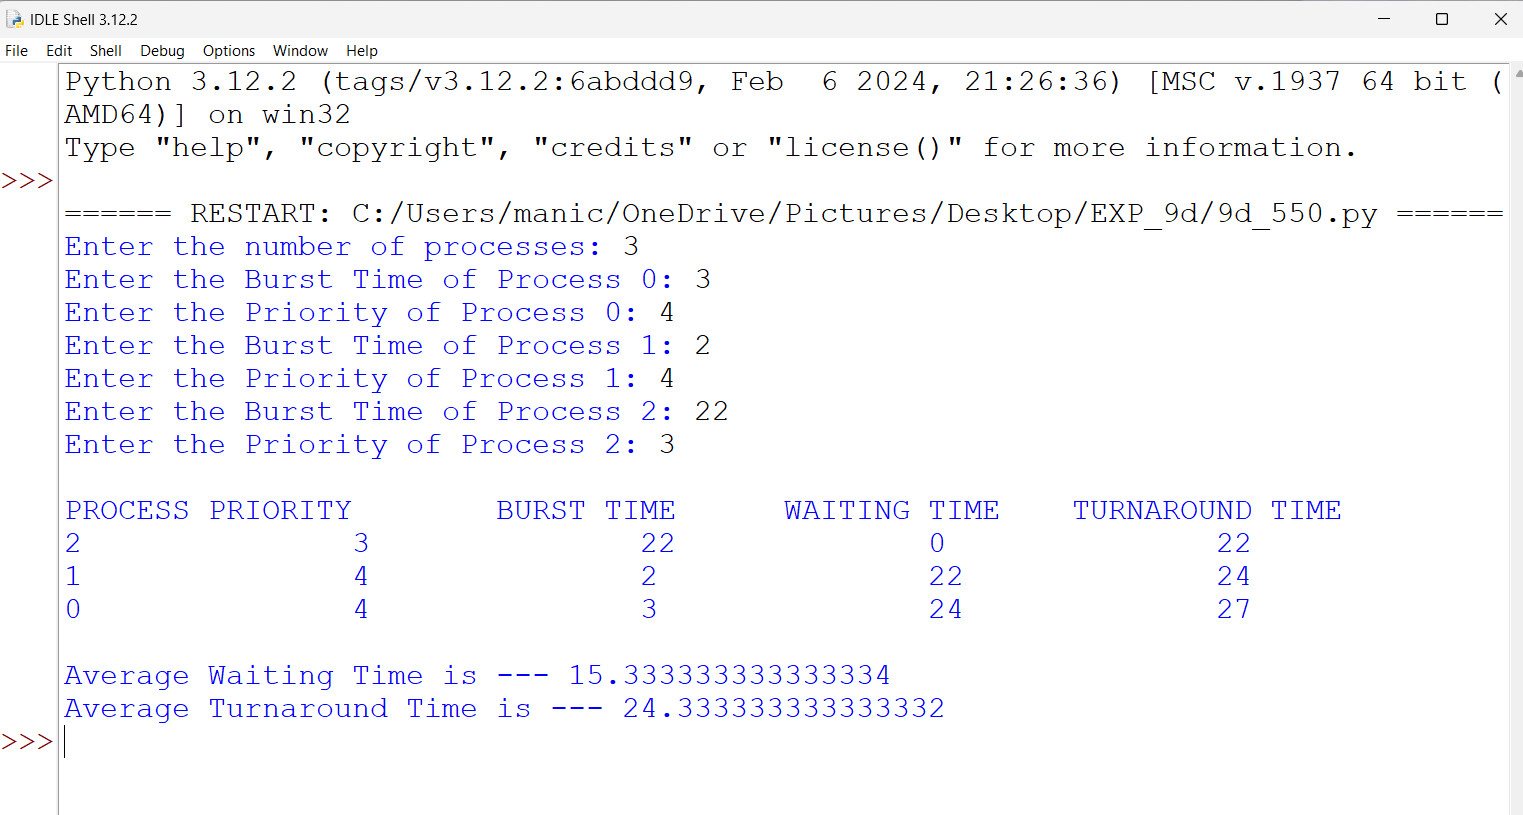 IDLE Shell 3.12.2
File Edit Shell Debug Options Window Help
Python 3.12.2 (tags/v3.12.2:6abddd9, Feb  6 2024, 21:26:36) [MSC v.1937 64 bit (
AMD64)] on win32
Type "help", "copyright", "credits" or "license()" for more information.
>>>
====== RESTART: C:/Users/manic/OneDrive/Pictures/Desktop/EXP_9d/9d_550.py ======
Enter the number of processes: 3
Enter the Burst Time of Process 0: 3
Enter the Priority of Process 0: 4
Enter the Burst Time of Process 1: 2
Enter the Priority of Process 1: 4
Enter the Burst Time of Process 2: 22
Enter the Priority of Process 2: 3
PROCESS PRIORITY        BURST TIME      WAITING TIME    TURNAROUND TIME
2               3               22              0               22
1               4               2               22              24
0               4               3               24              27
Average Waiting Time is --- 15.333333333333334
Average Turnaround Time is --- 24.333333333333332
>>>